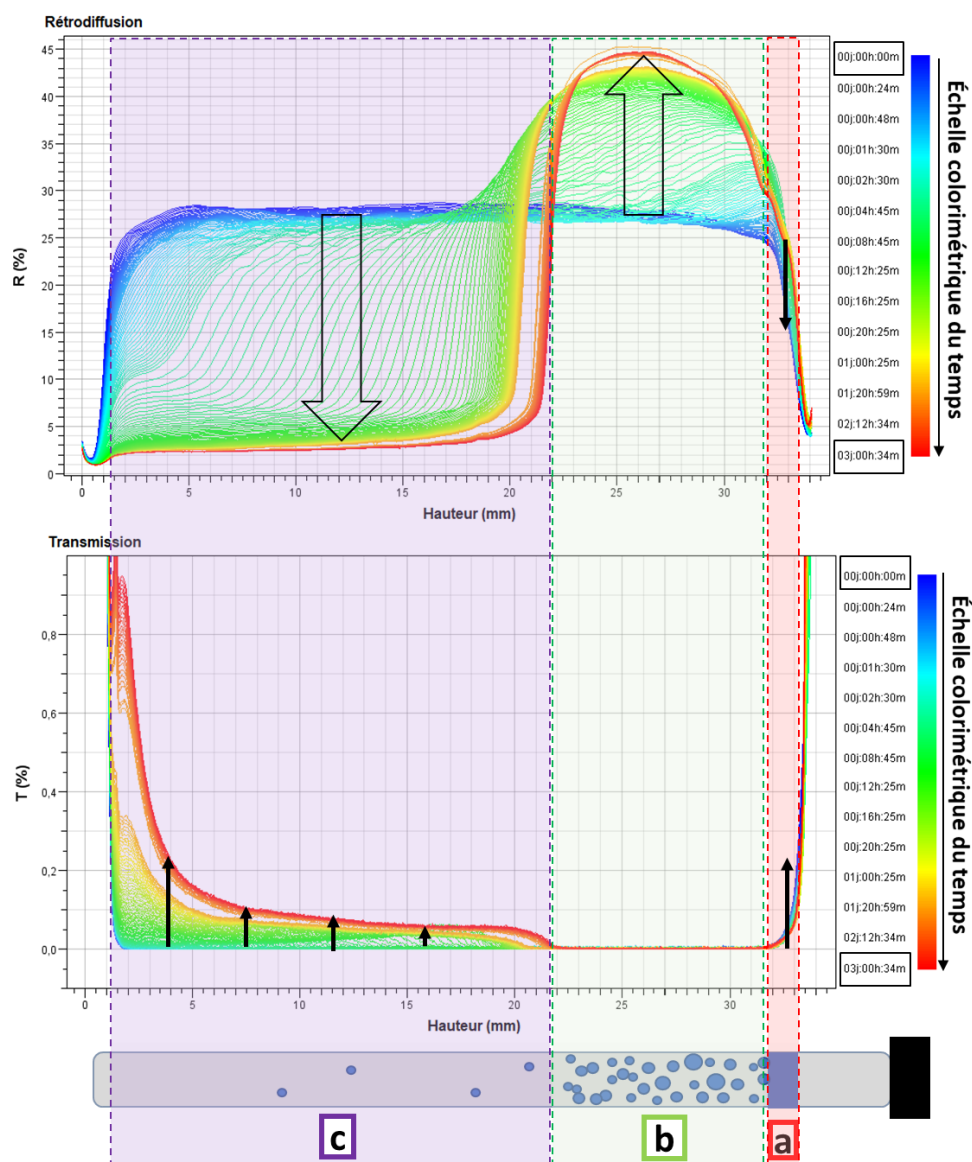 Rétrodiffusion
45
40
35
30
25
20
15
10
5
0
R (%)
0 5 10 15 20 25 30
Hauteur (mm)
00j:00h:00m
00j:00h:24m
00j:00h:48m
00j:01h:30m
00j:02h:30m
00j:04h:45m
00j:08h:45m
00j:12h:25m
00j:16h:25m
00j:20h:25m
01j:00h:25m
01j:20h:59m
02j:12h:34m
03j:00h:34m
Échelle colorimétrique du temps
Transmission
0,8
0,6
0,4
0,2
0,0
T (%)
0 5 10 15 20 25 30
Hauteur (mm)
00j:00h:00m
00j:00h:24m
00j:00h:48m
00j:01h:30m
00j:02h:30m
00j:04h:45m
00j:08h:45m
00j:12h:25m
00j:16h:25m
00j:20h:25m
01j:00h:25m
01j:20h:59m
02j:12h:34m
03j:00h:34m
Échelle colorimétrique du temps
c b a